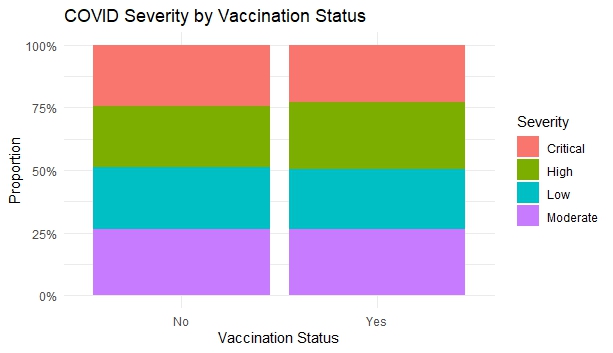 COVID Severity by Vaccination Status
100%
75%
50%
25%
0%
Proportion
No
Yes
Vaccination Status
Severity
Critical
High
Low
Moderate